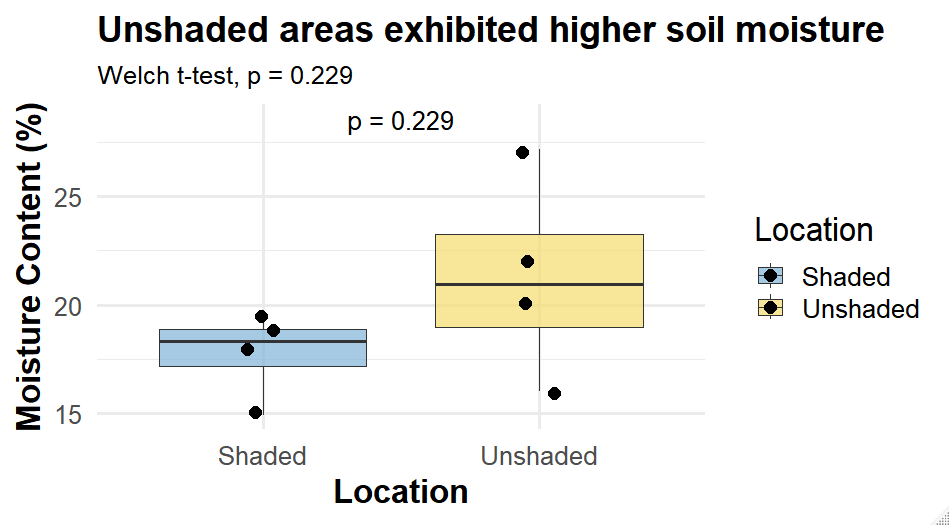 Unshaded areas exhibited higher soil moisture
Welch t-test, p = 0.229
p = 0.229
Moisture Content (%)
25
20
15
Shaded
Unshaded
Location
Location
Shaded
Unshaded